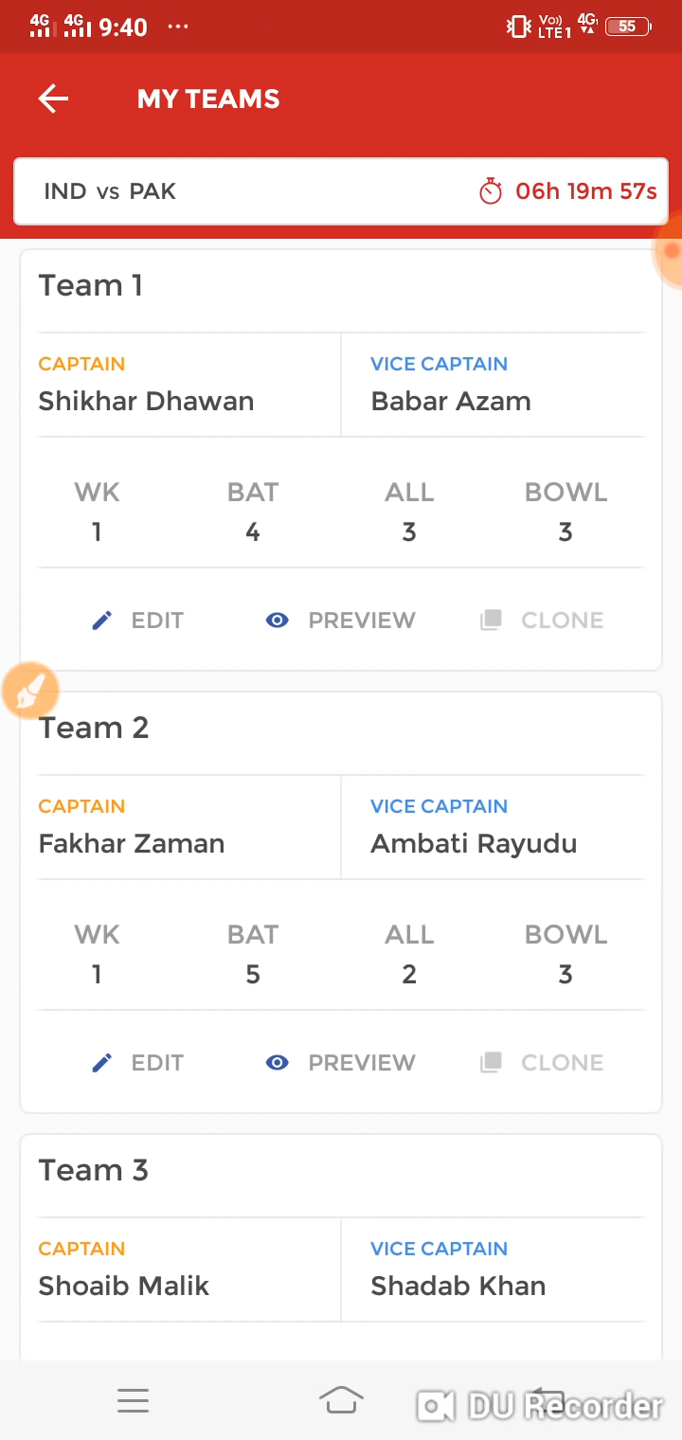 4G 4G 9:40 ... Vo)) LTE1 4G 55
MY TEAMS
IND vs PAK 06h 19m 57s
Team 1
CAPTAIN VICE CAPTAIN
Shikhar Dhawan Babar Azam
WK BAT ALL BOWL
1 4 3 3
EDIT PREVIEW CLONE
Team 2
CAPTAIN VICE CAPTAIN
Fakhar Zaman Ambati Rayudu
WK BAT ALL BOWL
1 5 2 3
EDIT PREVIEW CLONE
Team 3
CAPTAIN VICE CAPTAIN
Shoaib Malik Shadab Khan
DU Recorder